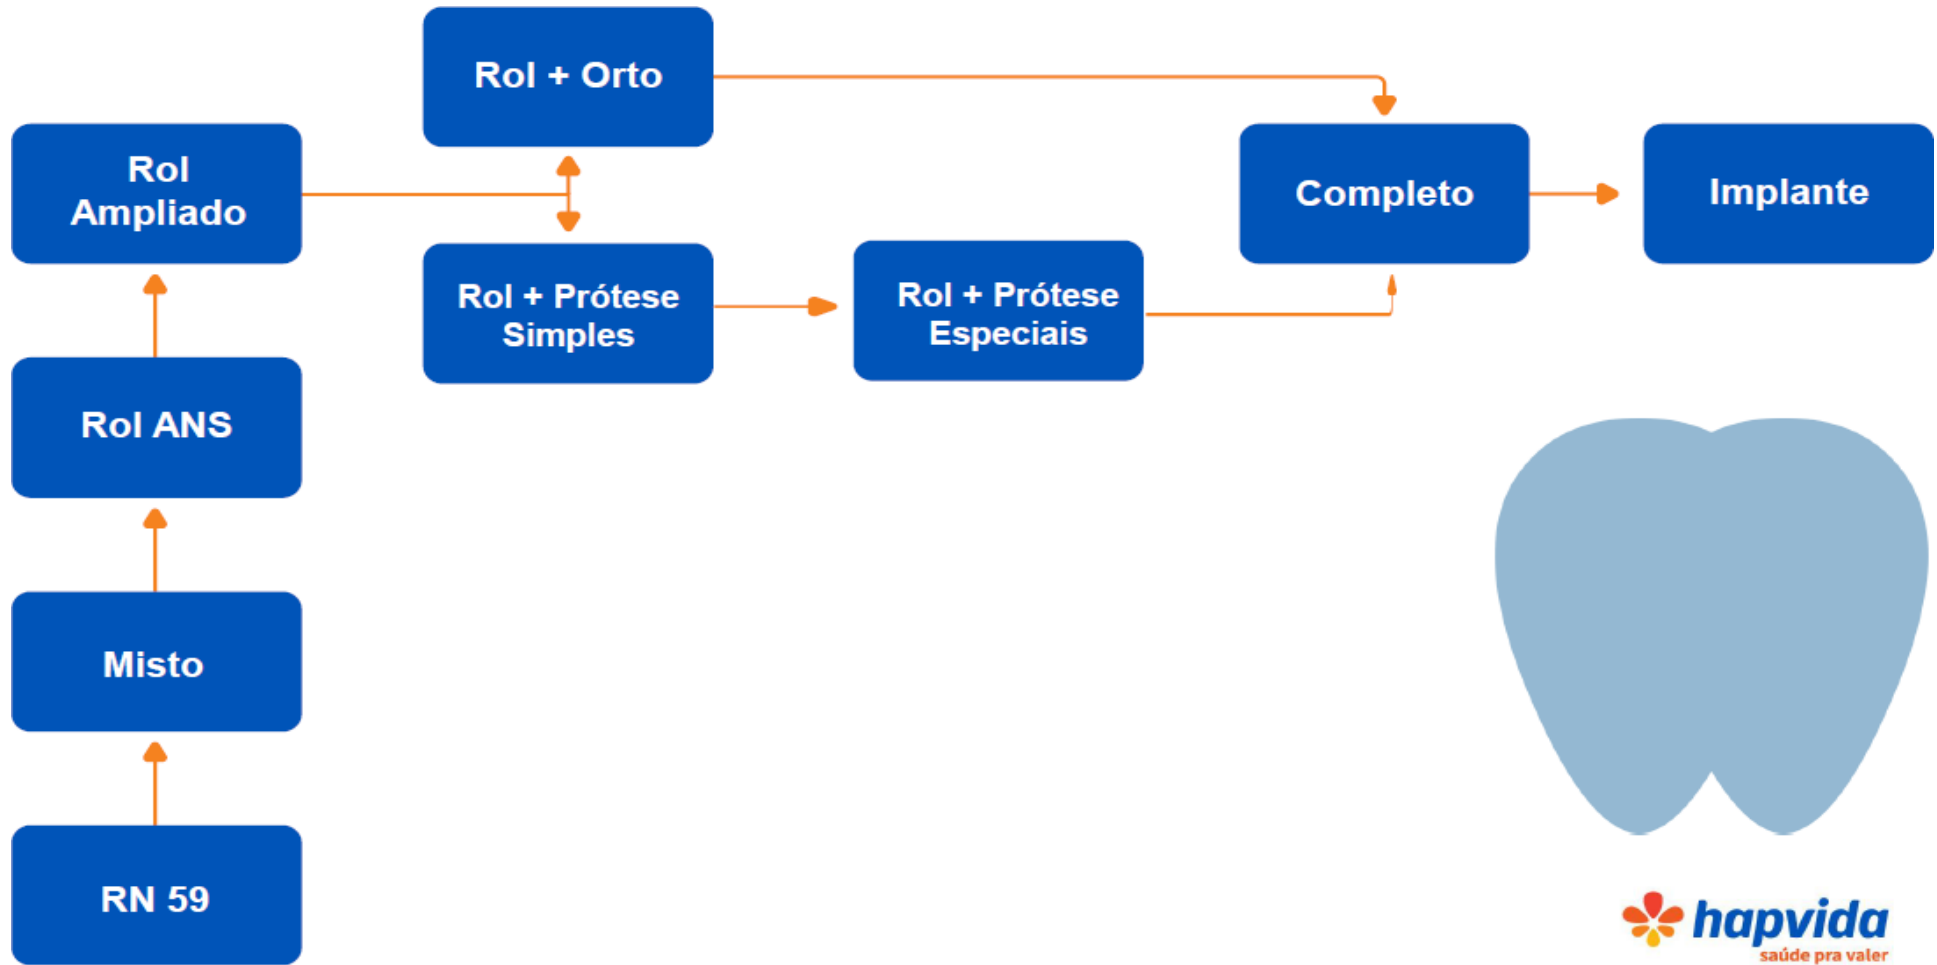 Rol + Orto
Rol
Ampliado
Completo
Implante
Rol + Prótese
Simples
Rol + Prótese
Especiais
Rol ANS
Misto
RN 59
hapvida
saúde pra valer